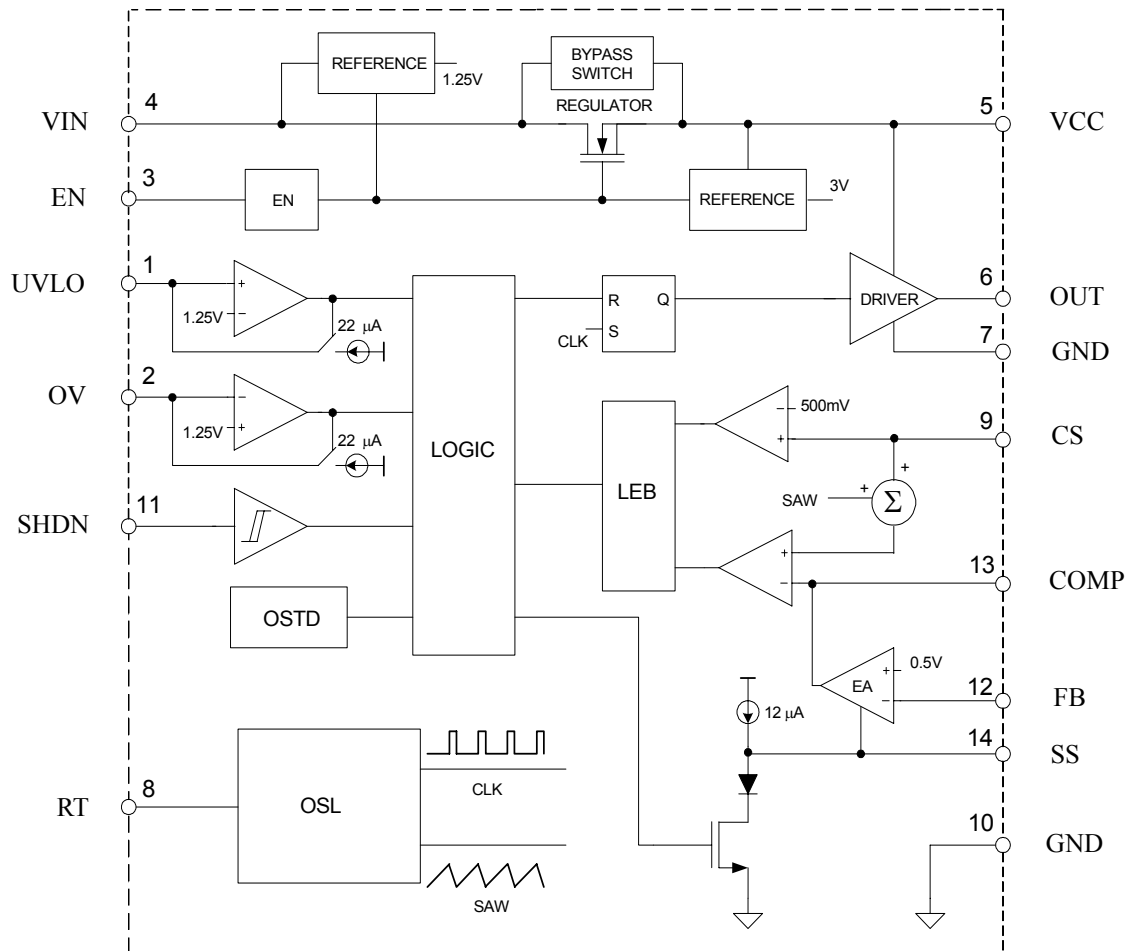 REFERENCE
1.25V
BYPASS
SWITCH
REGULATOR
VIN
4
5
VCC
EN
3
EN
REFERENCE
3V
UVLO
1
+
1.25V
−
22 µA
R
Q
S
CLK
DRIVER
6
OUT
7
GND
OV
2
−
1.25V
+
22 µA
LOGIC
LEB
−
500mV
+
9
CS
+
SAW
+
Σ
SHDN
11
+
−
13
COMP
OSTD
+
0.5V
EA
−
12
FB
12 µA
14
SS
RT
8
OSL
CLK
SAW
10
GND